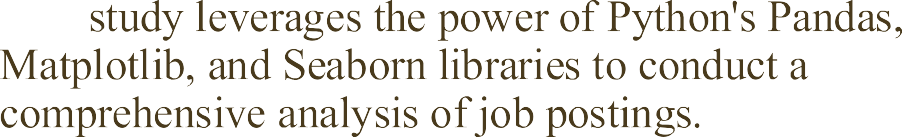 study leverages the power of Python's Pandas,
Matplotlib, and Seaborn libraries to conduct a
comprehensive analysis of job postings.